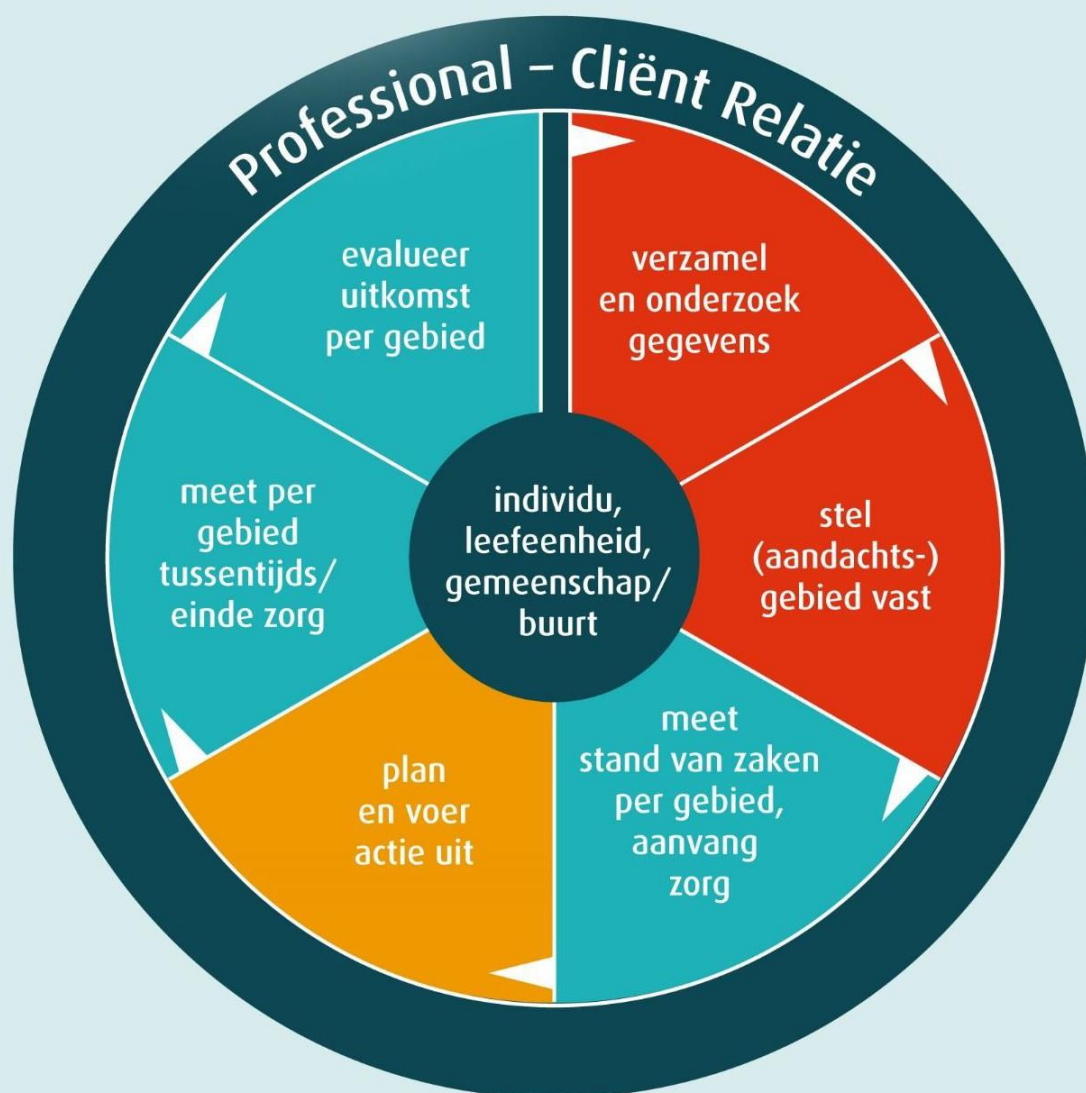 Professional – Cliënt Relatie
verzamel
en onderzoek
gegevens
stel
(aandachts-)
gebied vast
meet
stand van zaken
per gebied,
aanvang
zorg
plan
en voer
actie uit
meet per
gebied
tussentijds/
einde zorg
evalueer
uitkomst
per gebied
individu,
leefeenheid,
gemeenschap/
buurt